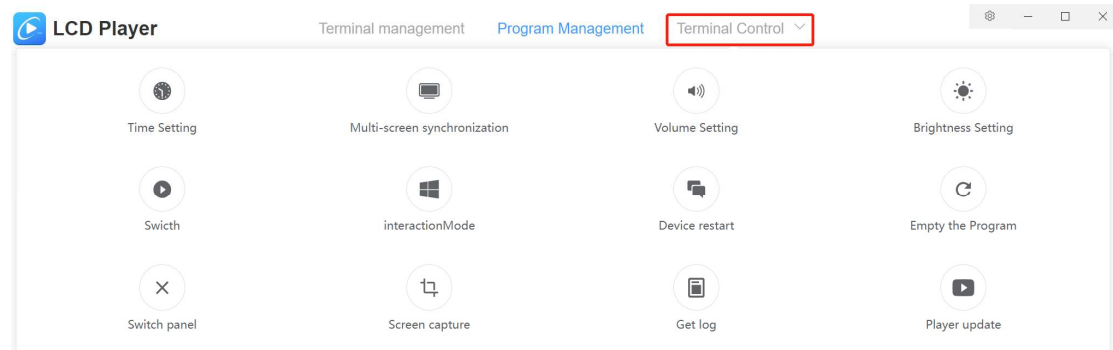 LCD Player Terminal management Program Management Terminal Control
Time Setting Multi-screen synchronization Volume Setting Brightness Setting
Swicth interactionMode Device restart Empty the Program
Switch panel Screen capture Get log Player update